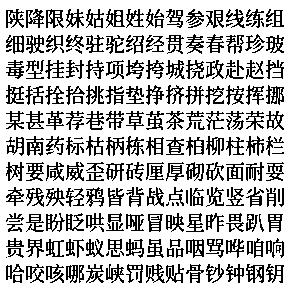 陕降限妹姑姐姓始驾参艰线练组
细驶织终驻驼绍经贯奏春帮珍玻
毒型挂封持项垮挎城挠政赴赵挡
挺括拴拾挑指垫挣挤拼挖按挥挪
某甚革荐巷带草茧茶荒茫荡荣故
胡南药标枯柄栋相查柏柳柱柿栏
树要咸威歪研砖厘厚砌砍面耐耍
牵残殃轻鸦皆背战点临览竖省削
尝是盼眨哄显哑冒映星昨畏趴胃
贵界虹虾蚁思蚂虽品咽骂哗咱响
哈咬咳哪炭峡罚贱贴骨钞钟钢钥